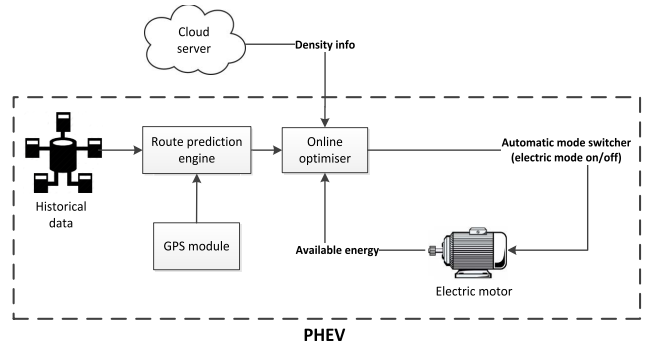 Cloud
server
Density info
Route prediction
engine
Online
optimiser
Automatic mode switcher
(electric mode on/off)
Historical
data
GPS module
Available energy
Electric motor
PHEV